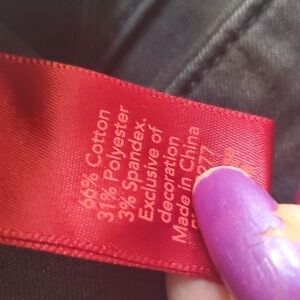 66% Cotton
31% Polyester
3% Spandex.
Exclusive of
decoration
Made in China